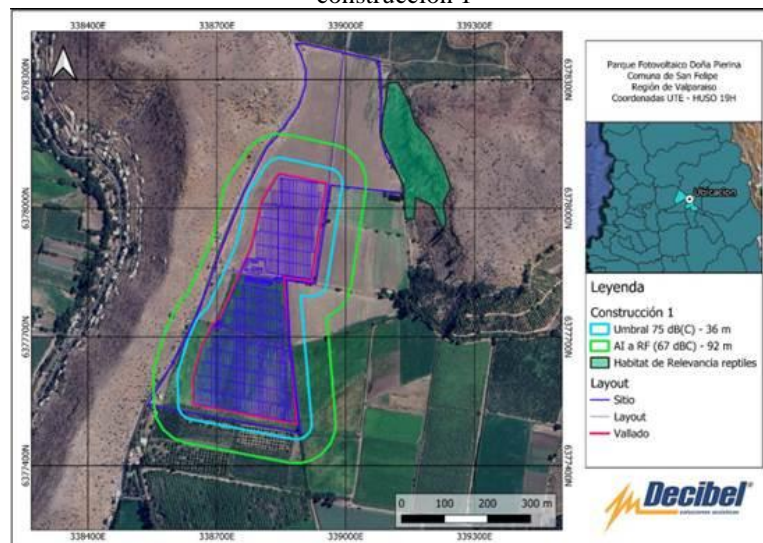 construcción 1
338400E
338700E
339000E
339300E
6378300N
6378300N
6378000N
6378000N
6377700N
6377700N
6377400N
6377400N
0 100 200 300 m
338400E
338700E
339000E
339300E
Parque Fotovoltaico Doña Pierina
Comuna de San Felipe
Región de Valparaiso
Coordenadas UTE - HUSO 19H
Ubicacion
Leyenda
Construcción 1
Umbral 75 dB(C) - 36 m
AI a RF (67 dBC) - 92 m
Habitat de Relevancia reptiles
Layout
Sitio
Layout
Vallado
Decibel
soluciones acústicas